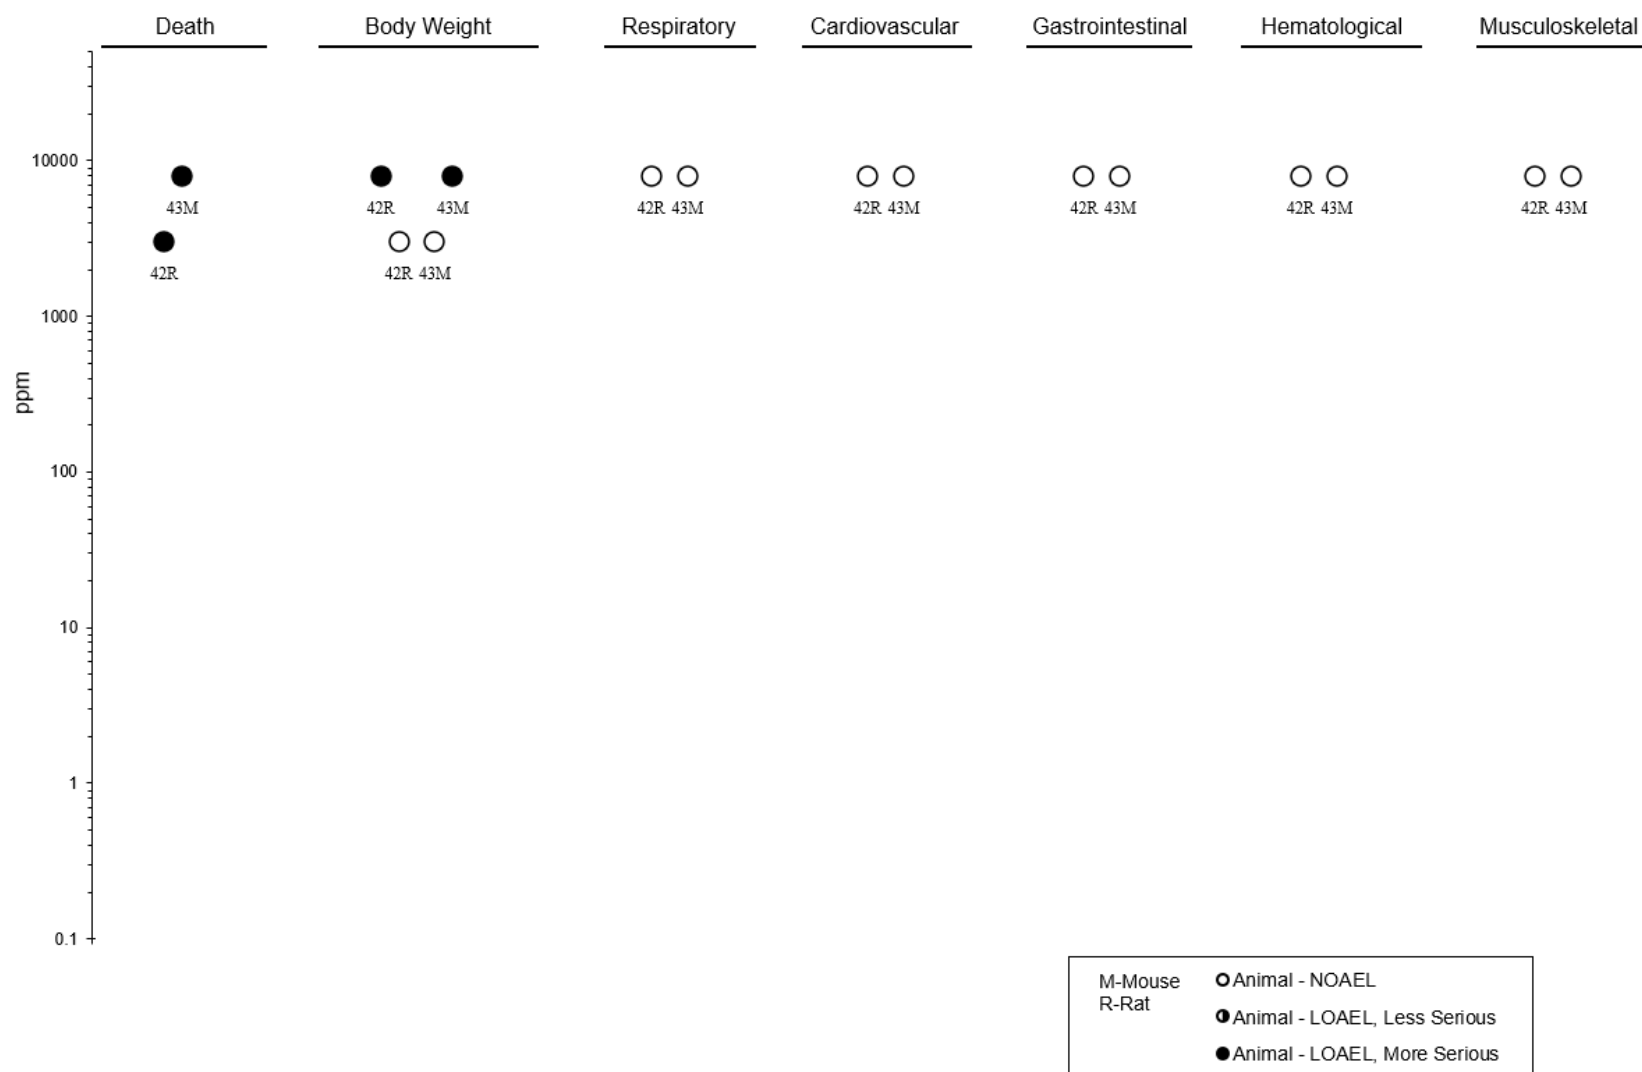 Death Body Weight Respiratory Cardiovascular Gastrointestinal Hematological Musculoskeletal
10000
43M 42R 43M 42R 43M 42R 43M 42R 43M 42R 43M 42R 43M
42R 42R 43M
1000
ppm
100
10
1
0.1
M-Mouse
R-Rat
Animal - NOAEL
Animal - LOAEL, Less Serious
Animal - LOAEL, More Serious